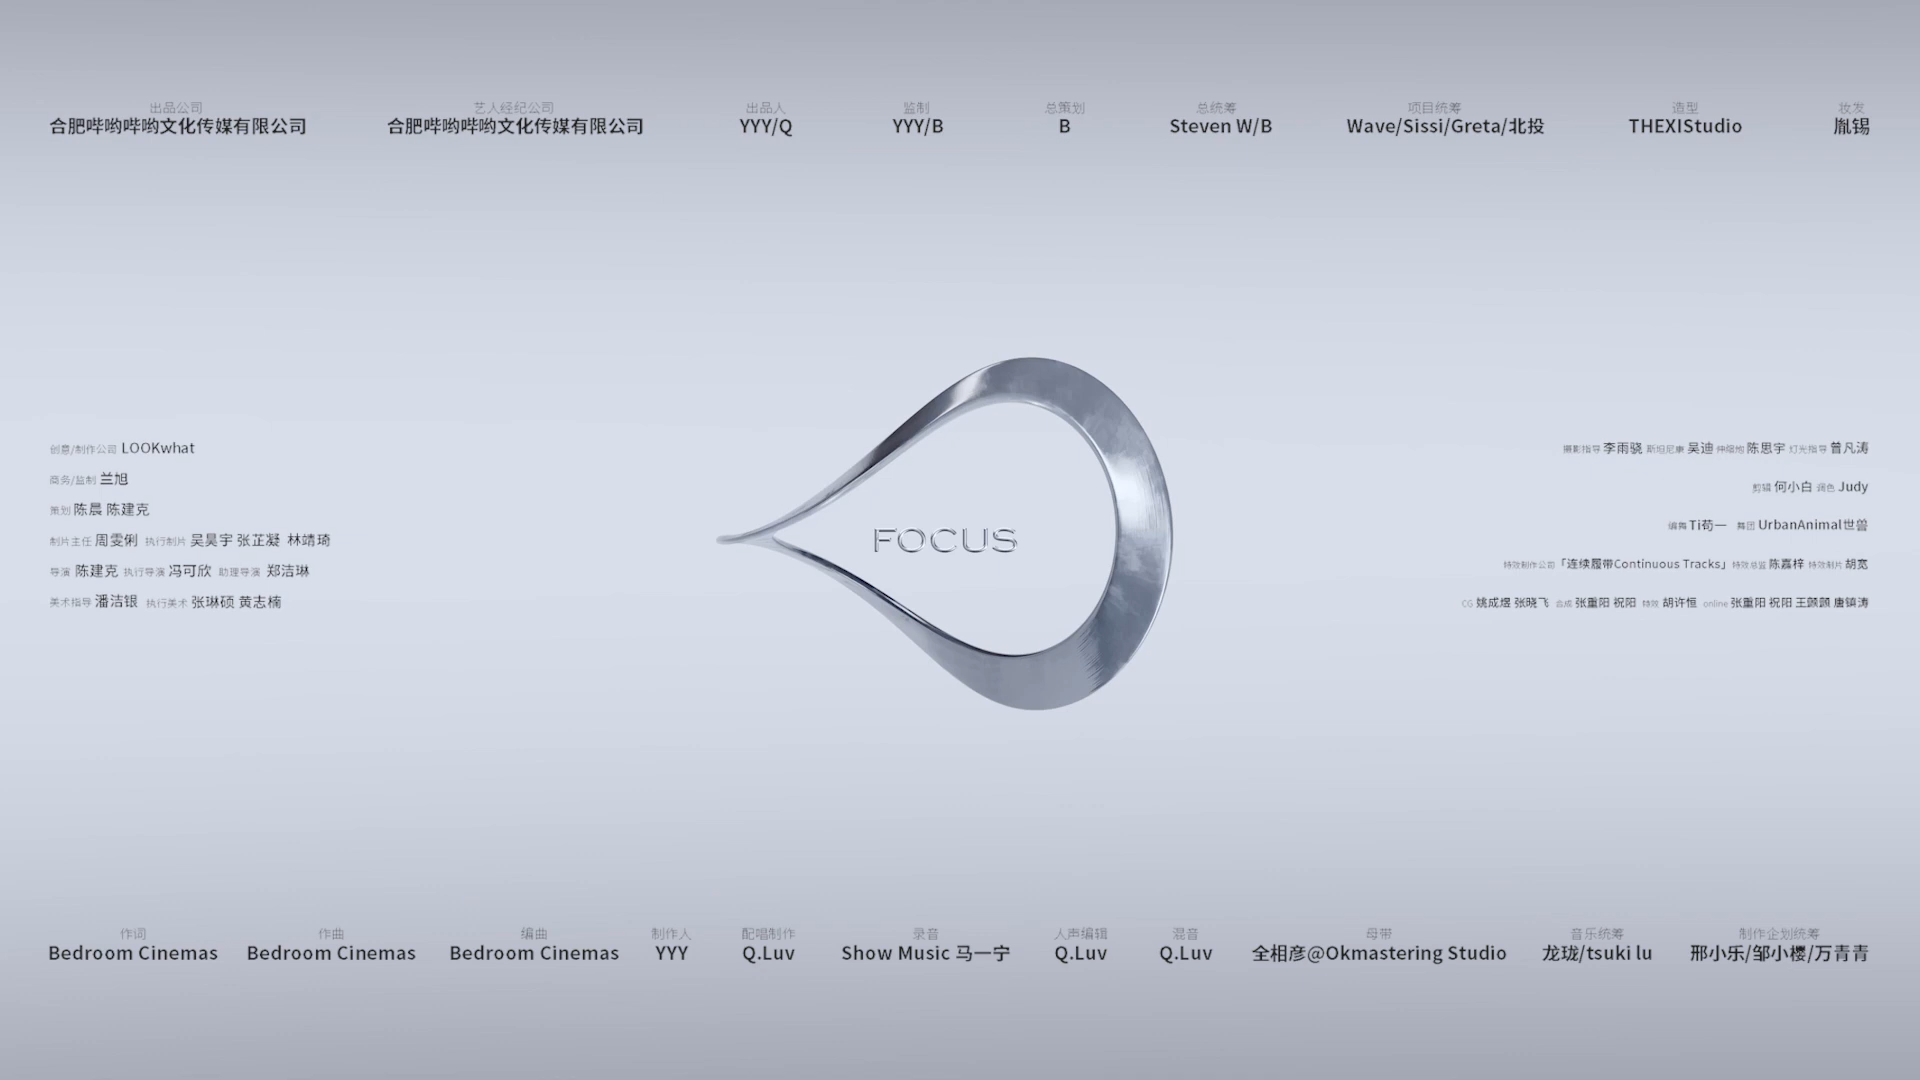 出品公司 艺人经纪公司 出品人 监制 总策划 总统筹 项目统筹 造型 妆发
合肥哔哟哔哟文化传媒有限公司 合肥哔哟哔哟文化传媒有限公司 YYY/Q YYY/B B Steven W/B Wave/Sissi/Greta/北投 THEXIStudio 胤锡
创意/制作公司 LOOKwhat
商务/监制 兰旭
策划 陈晨 陈建克
制片主任 周雯俐 执行制片 吴昊宇 张芷凝 林靖琦
导演 陈建克 执行导演 冯可欣 助理导演 郑洁琳
美术指导 潘洁银 执行美术 张琳硕 黄志楠
FOCUS
摄影指导 李雨骁 斯坦尼康 吴迪 伸缩炮 陈思宇 灯光指导 曾凡涛
剪辑 何小白 调色 Judy
编舞 Ti苟一 舞团 UrbanAnimal世兽
特效制作公司「连续履带Continuous Tracks」特效总监 陈嘉梓 特效制片 胡宽
CG 姚成煜 张晓飞 合成 张重阳 祝阳 特效 胡许恒 online 张重阳 祝阳 王颐颢 唐镇涛
作词 作曲 编曲 制作人 配唱制作 录音 人声编辑 混音 母带 音乐统筹 制作企划统筹
Bedroom Cinemas Bedroom Cinemas Bedroom Cinemas YYY Q.Luv Show Music 马一宁 Q.Luv Q.Luv 全相彦@Okmastering Studio 龙珑/tsuki lu 邢小乐/邹小樱/万青青